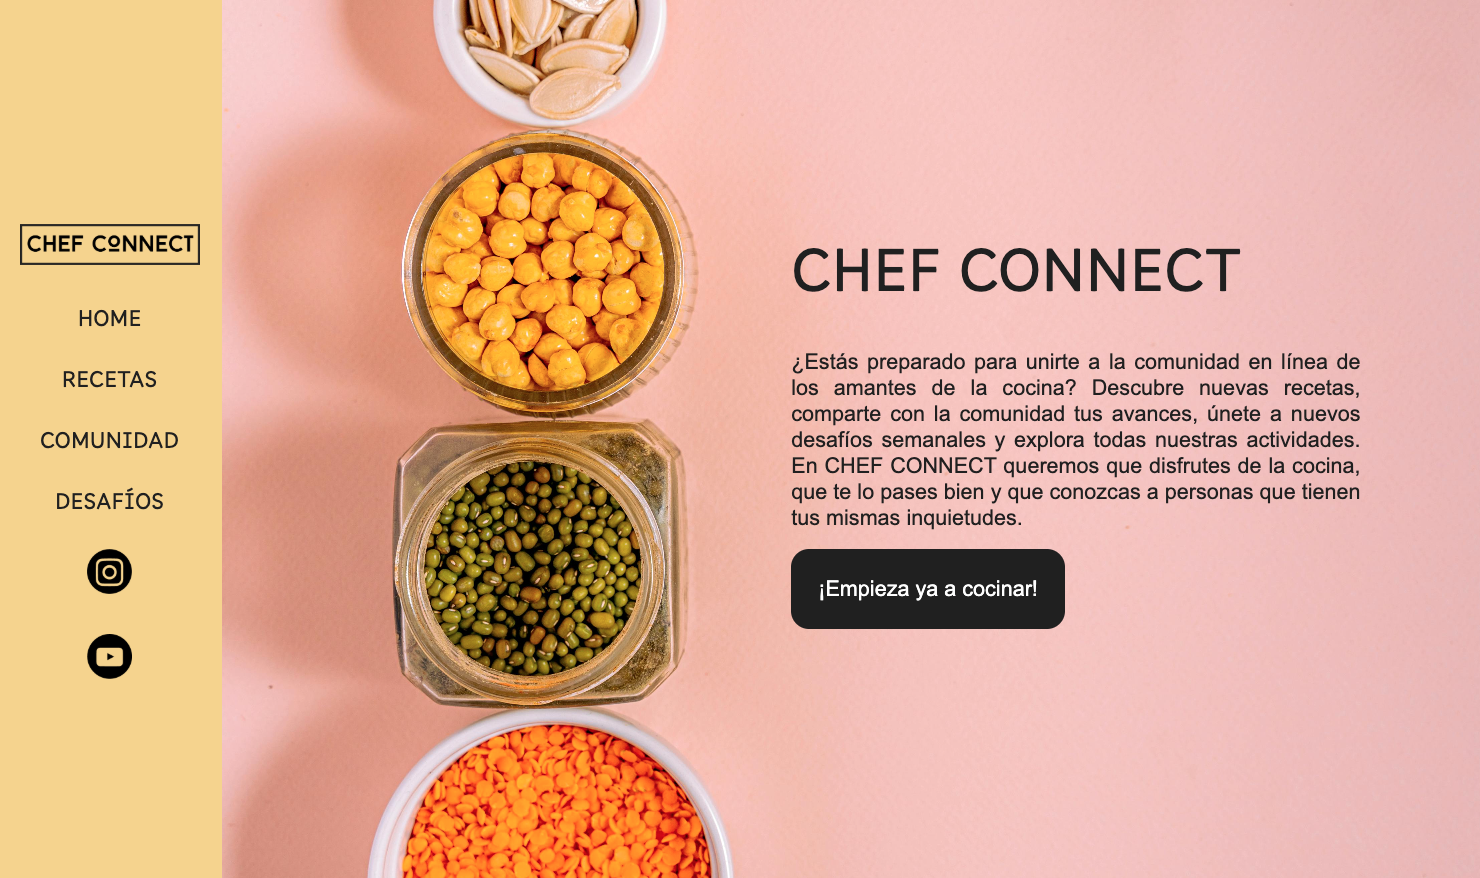 CHEF CONNECT
HOME
RECETAS
COMUNIDAD
DESAFÍOS
CHEF CONNECT
¿Estás preparado para unirte a la comunidad en línea de
los amantes de la cocina? Descubre nuevas recetas,
comparte con la comunidad tus avances, únete a nuevos
desafíos semanales y explora todas nuestras actividades.
En CHEF CONNECT queremos que disfrutes de la cocina,
que te lo pases bien y que conozcas a personas que tienen
tus mismas inquietudes.
¡Empieza ya a cocinar!